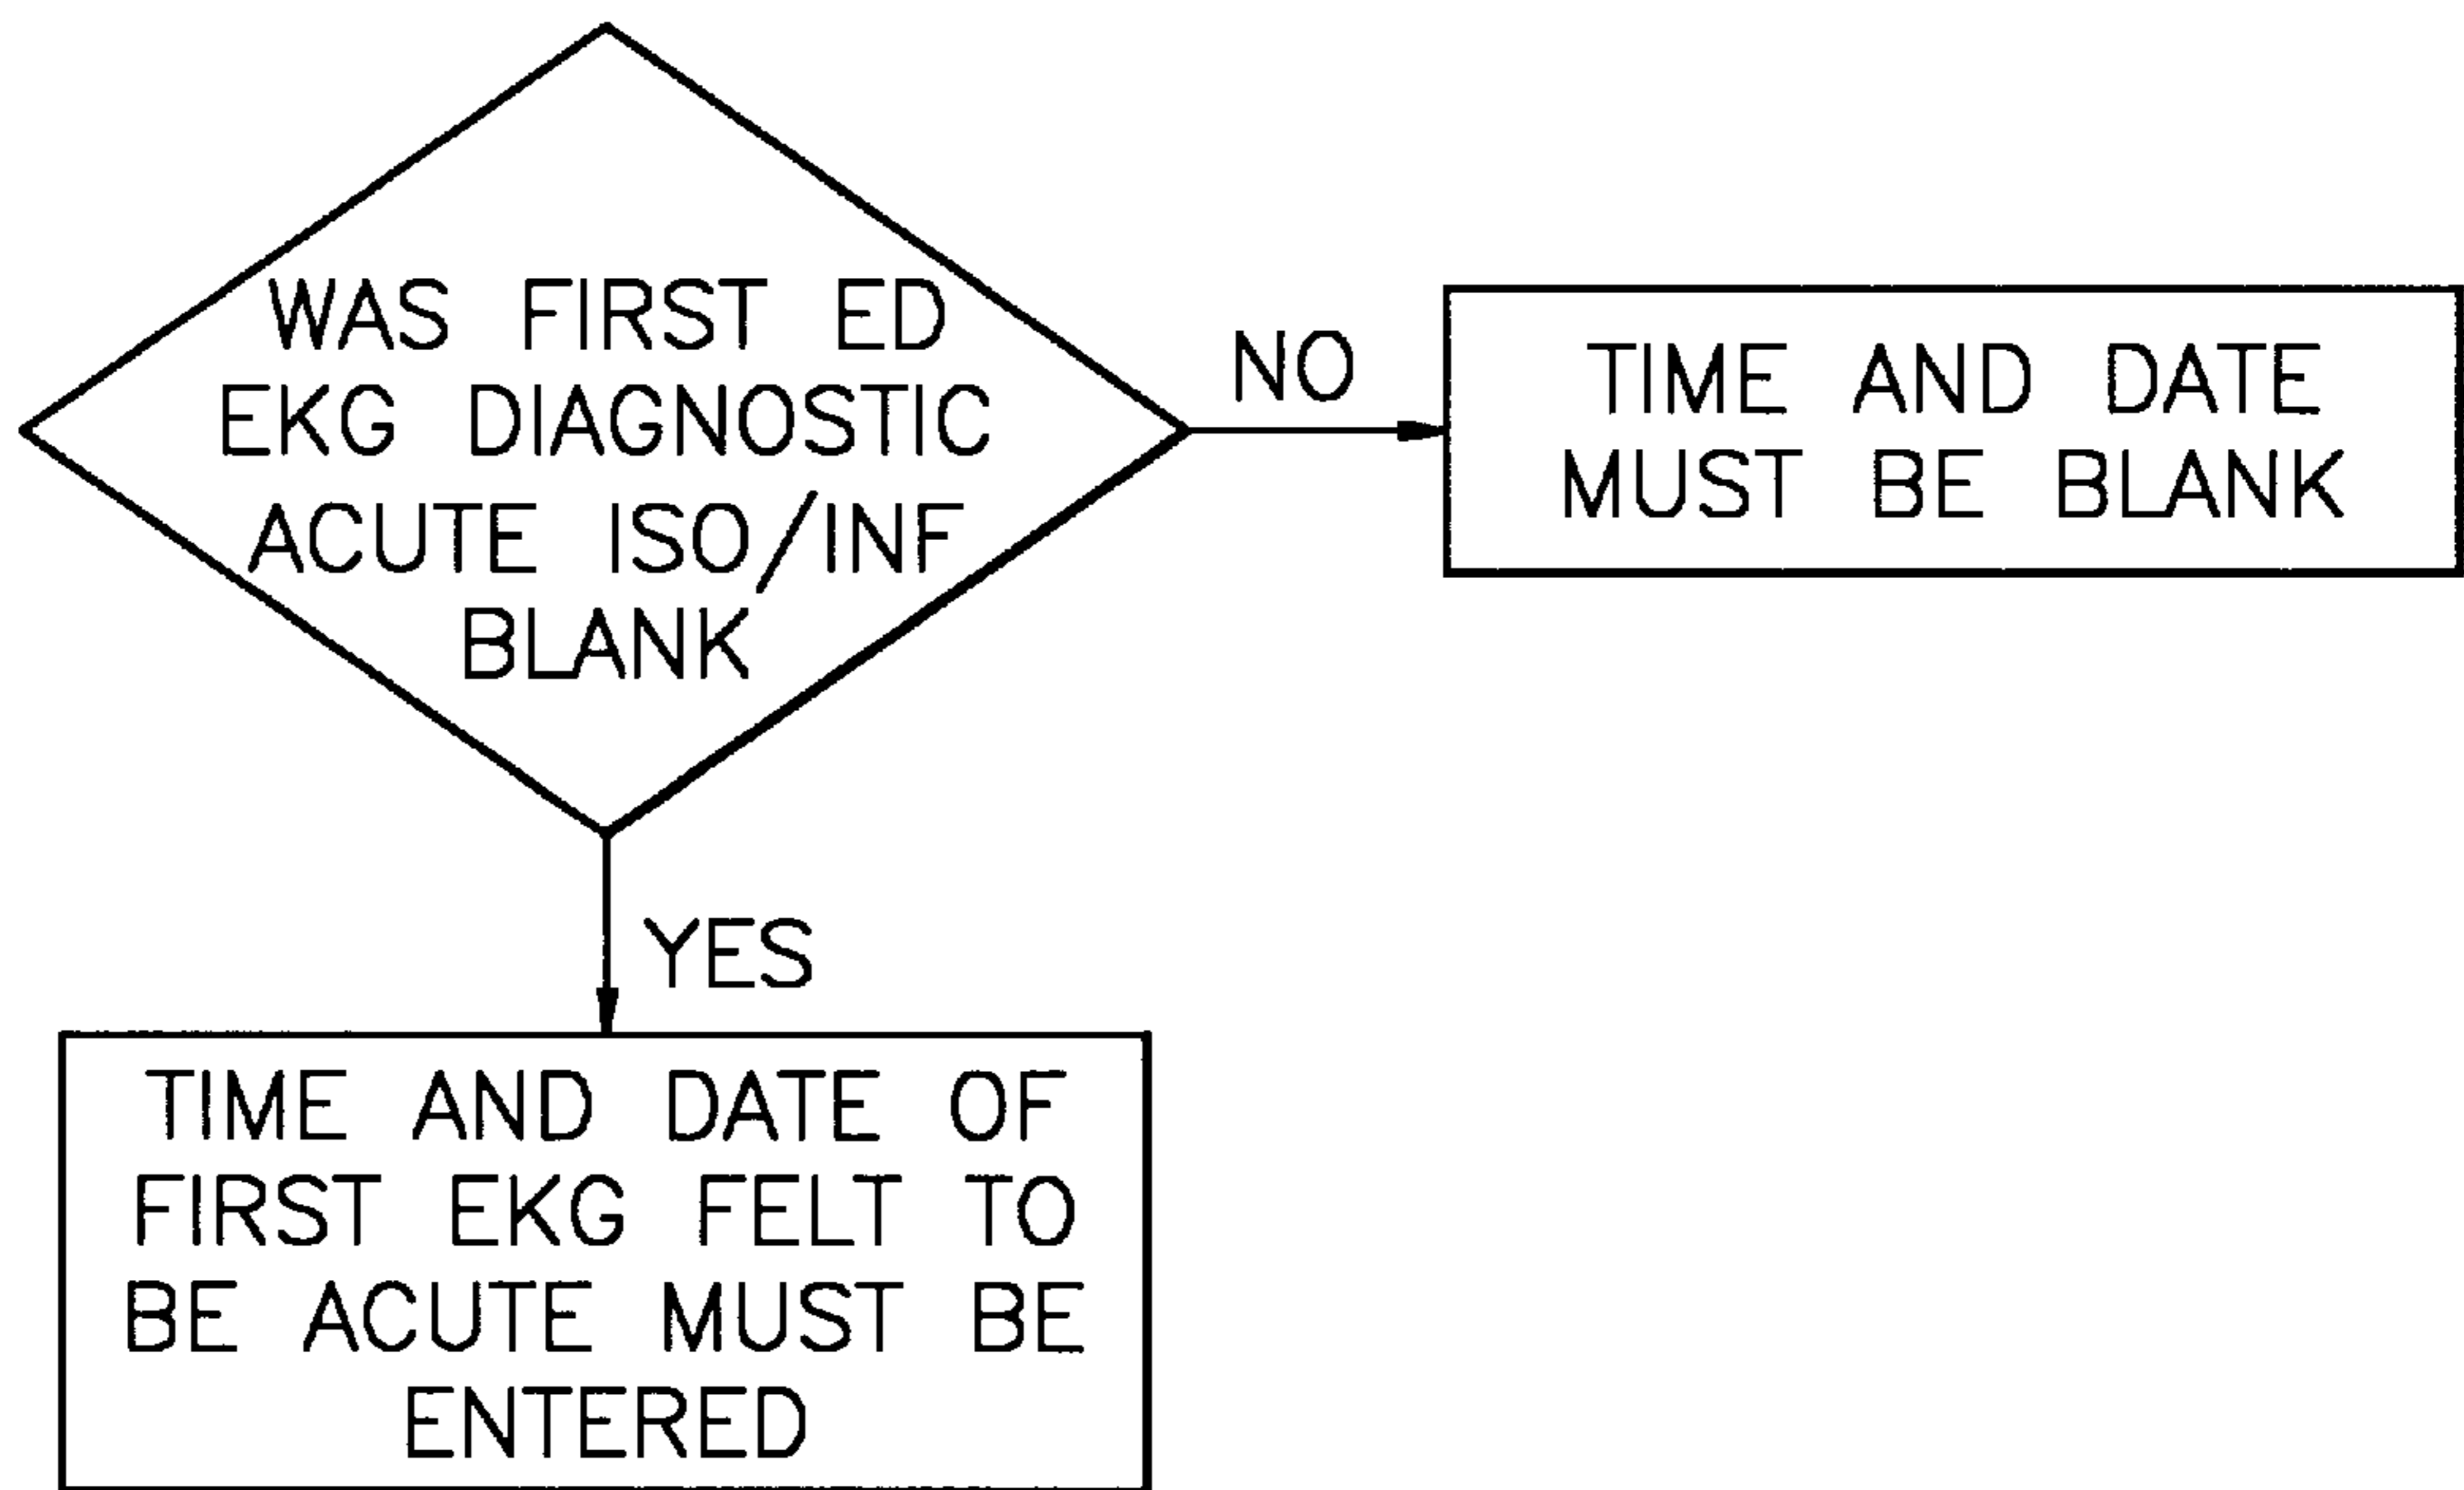 WAS FIRST ED
EKG DIAGNOSTIC
ACUTE ISO/INF
BLANK
NO
TIME AND DATE
MUST BE BLANK
YES
TIME AND DATE OF
FIRST EKG FELT TO
BE ACUTE MUST BE
ENTERED